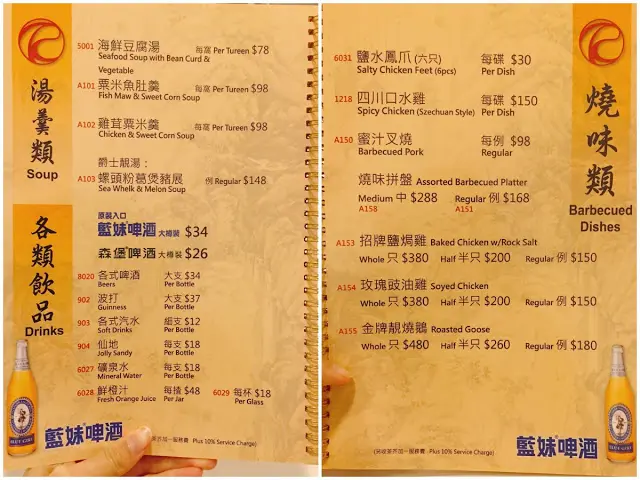 湯羹類
Soup
5001 海鮮豆腐湯 每窩 Per Tureen $78
Seafood Soup with Bean Curd &
Vegetable
A101 粟米魚肚羹 每窩 Per Tureen $98
Fish Maw & Sweet Corn Soup
A102 雞茸粟米羹 每窩 Per Tureen $98
Chicken & Sweet Corn Soup
爵士靚湯：
A103 螺頭粉葛煲豬展 例 Regular $148
Sea Whelk & Melon Soup
各類飲品
Drinks
原裝入口
藍妹啤酒 大樽裝 $34
森堡啤酒 大樽裝 $26
8020 各式啤酒 大支 $34
Beers Per Bottle
902 波打 大支 $37
Guinness Per Bottle
903 各式汽水 細支 $12
Soft Drinks Per Bottle
904 仙地 每支 $18
Jolly Sandy Per Bottle
6027 礦泉水 每支 $18
Mineral Water Per Bottle
6028 鮮橙汁 每揸 $48 6029 每杯 $18
Fresh Orange Juice Per Jar Per Glass
藍妹啤酒
Plus 10% Service Charge)
燒味類
Barbecued
Dishes
6031 鹽水鳳爪 (六只) 每碟 $30
Salty Chicken Feet (6pcs) Per Dish
1218 四川口水雞 每碟 $150
Spicy Chicken (Szechuan Style) Per Dish
A150 蜜汁叉燒 每例 $98
Barbecued Pork Regular
燒味拼盤 Assorted Barbecued Platter
Medium 中 $288 Regular 例 $168
A158 A151
A153 招牌鹽焗雞 Baked Chicken w/Rock Salt
Whole 只 $380 Half 半只 $200 Regular 例 $150
A154 玫瑰豉油雞 Soyed Chicken
Whole 只 $380 Half 半只 $200 Regular 例 $150
A155 金牌靚燒鵝 Roasted Goose
Whole 只 $480 Half 半只 $260 Regular 例 $180
(另收茶芥加一服務費 Plus 10% Service Charge)
藍妹啤酒